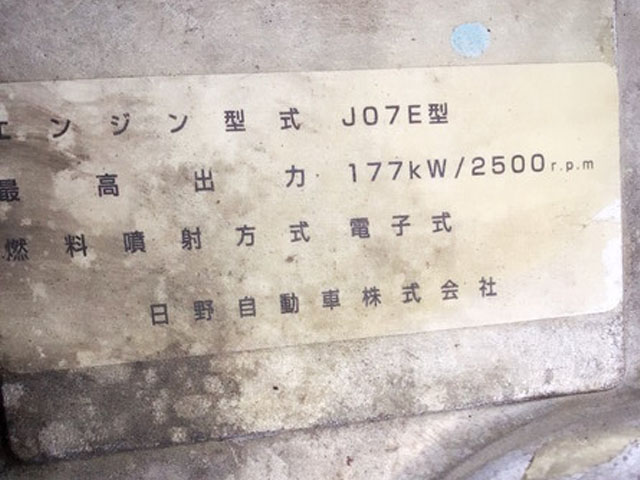 エンジン型式 J07E型
最高出力 177kW/2500r.p.m
燃料噴射方式 電子式
日野自動車株式会社